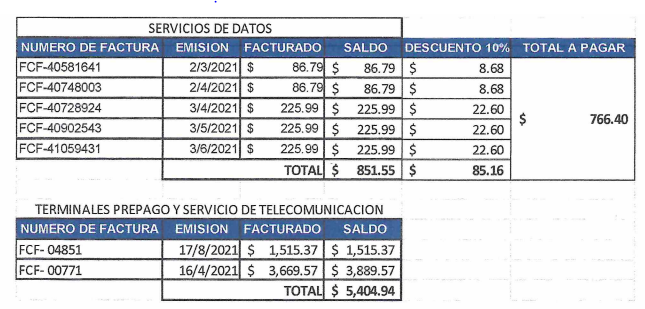 SERVICIOS DE DATOS
NUMERO DE FACTURA EMISION FACTURADO SALDO DESCUENTO 10% TOTAL A PAGAR
FCF-40581641 2/3/2021 $ 86.79 $ 86.79 $ 8.68
FCF-40748003 2/4/2021 $ 86.79 $ 86.79 $ 8.68
FCF-40728924 3/4/2021 $ 225.99 $ 225.99 $ 22.60
$ 766.40
FCF-40902543 3/5/2021 $ 225.99 $ 225.99 $ 22.60
FCF-41059431 3/6/2021 $ 225.99 $ 225.99 $ 22.60
TOTAL $ 851.55 $ 85.16
TERMINALES PREPAGO Y SERVICIO DE TELECOMUNICACION
NUMERO DE FACTURA EMISION FACTURADO SALDO
FCF- 04851 17/8/2021 $ 1,515.37 $ 1,515.37
FCF- 00771 16/4/2021 $ 3,669.57 $ 3,889.57
TOTAL $ 5,404.94